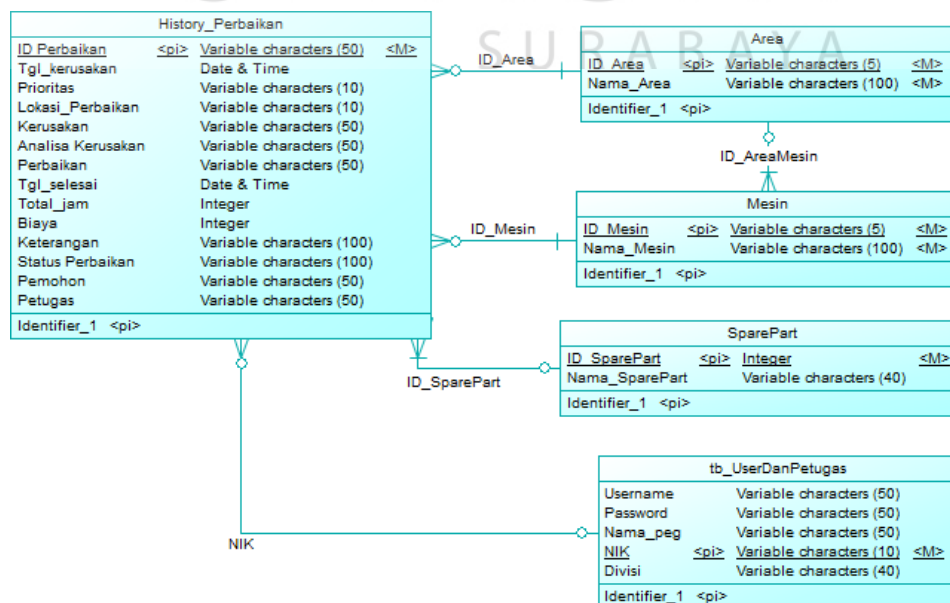 SURABAYA
History_Perbaikan
ID Perbaikan <pi> Variable characters (50) <M>
Tgl_kerusakan Date & Time
Prioritas Variable characters (10)
Lokasi_Perbaikan Variable characters (10)
Kerusakan Variable characters (50)
Analisa Kerusakan Variable characters (50)
Perbaikan Variable characters (50)
Tgl_selesai Date & Time
Total_jam Integer
Biaya Integer
Keterangan Variable characters (100)
Status Perbaikan Variable characters (100)
Pemohon Variable characters (50)
Petugas Variable characters (50)
Identifier_1 <pi>
ID_Area
Area
ID_Area <pi> Variable characters (5) <M>
Nama_Area Variable characters (100) <M>
Identifier_1 <pi>
ID_AreaMesin
ID_Mesin
Mesin
ID_Mesin <pi> Variable characters (5) <M>
Nama_Mesin Variable characters (100) <M>
Identifier_1 <pi>
ID_SparePart
SparePart
ID_SparePart <pi> Integer <M>
Nama_SparePart Variable characters (40)
Identifier_1 <pi>
NIK
tb_UserDanPetugas
Username Variable characters (50)
Password Variable characters (50)
Nama_peg Variable characters (50)
NIK <pi> Variable characters (10) <M>
Divisi Variable characters (40)
Identifier_1 <pi>